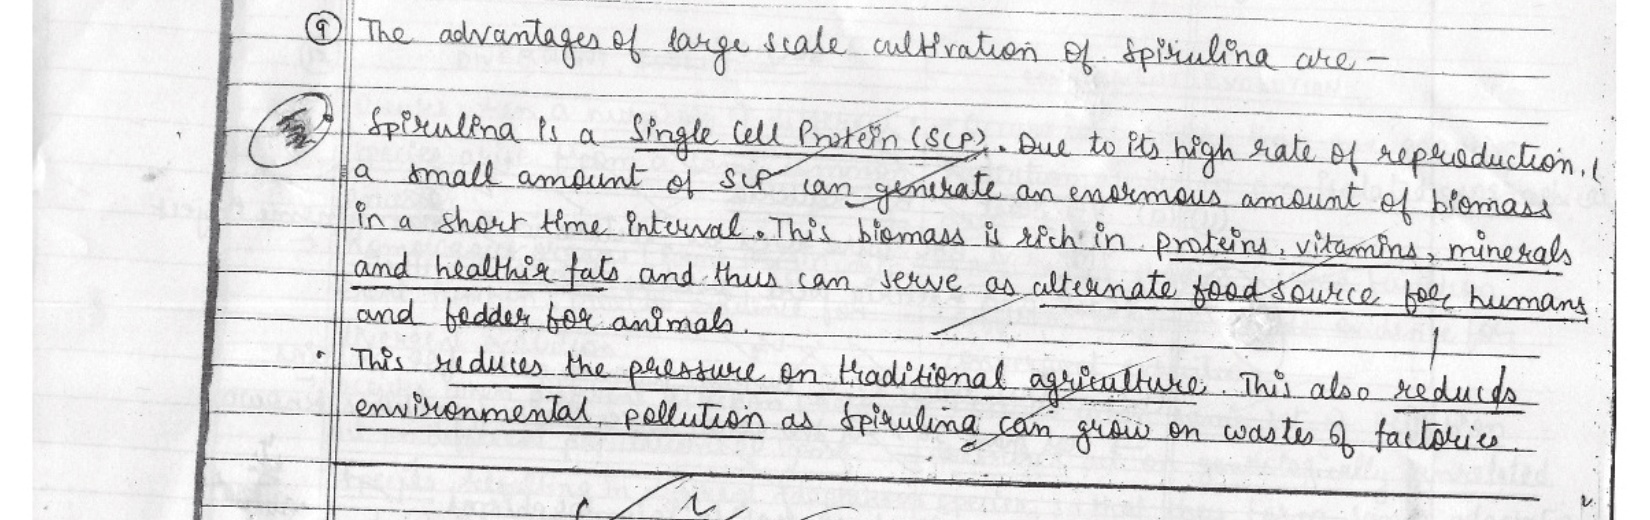 9 The advantages of large scale cultivation of Spirulina are -
Spirulina is a Single Cell Protein (SCP). Due to its high rate of reproduction,
a small amount of SCP can generate an enormous amount of biomass
in a short time interval. This biomass is rich in proteins, vitamins, minerals
and healthir fats and thus can serve as alternate food source for humans
and fodder for animals.
• This reduces the pressure on traditional agriculture. This also reduces
environmental pollution as Spirulina can grow on wastes of factories.